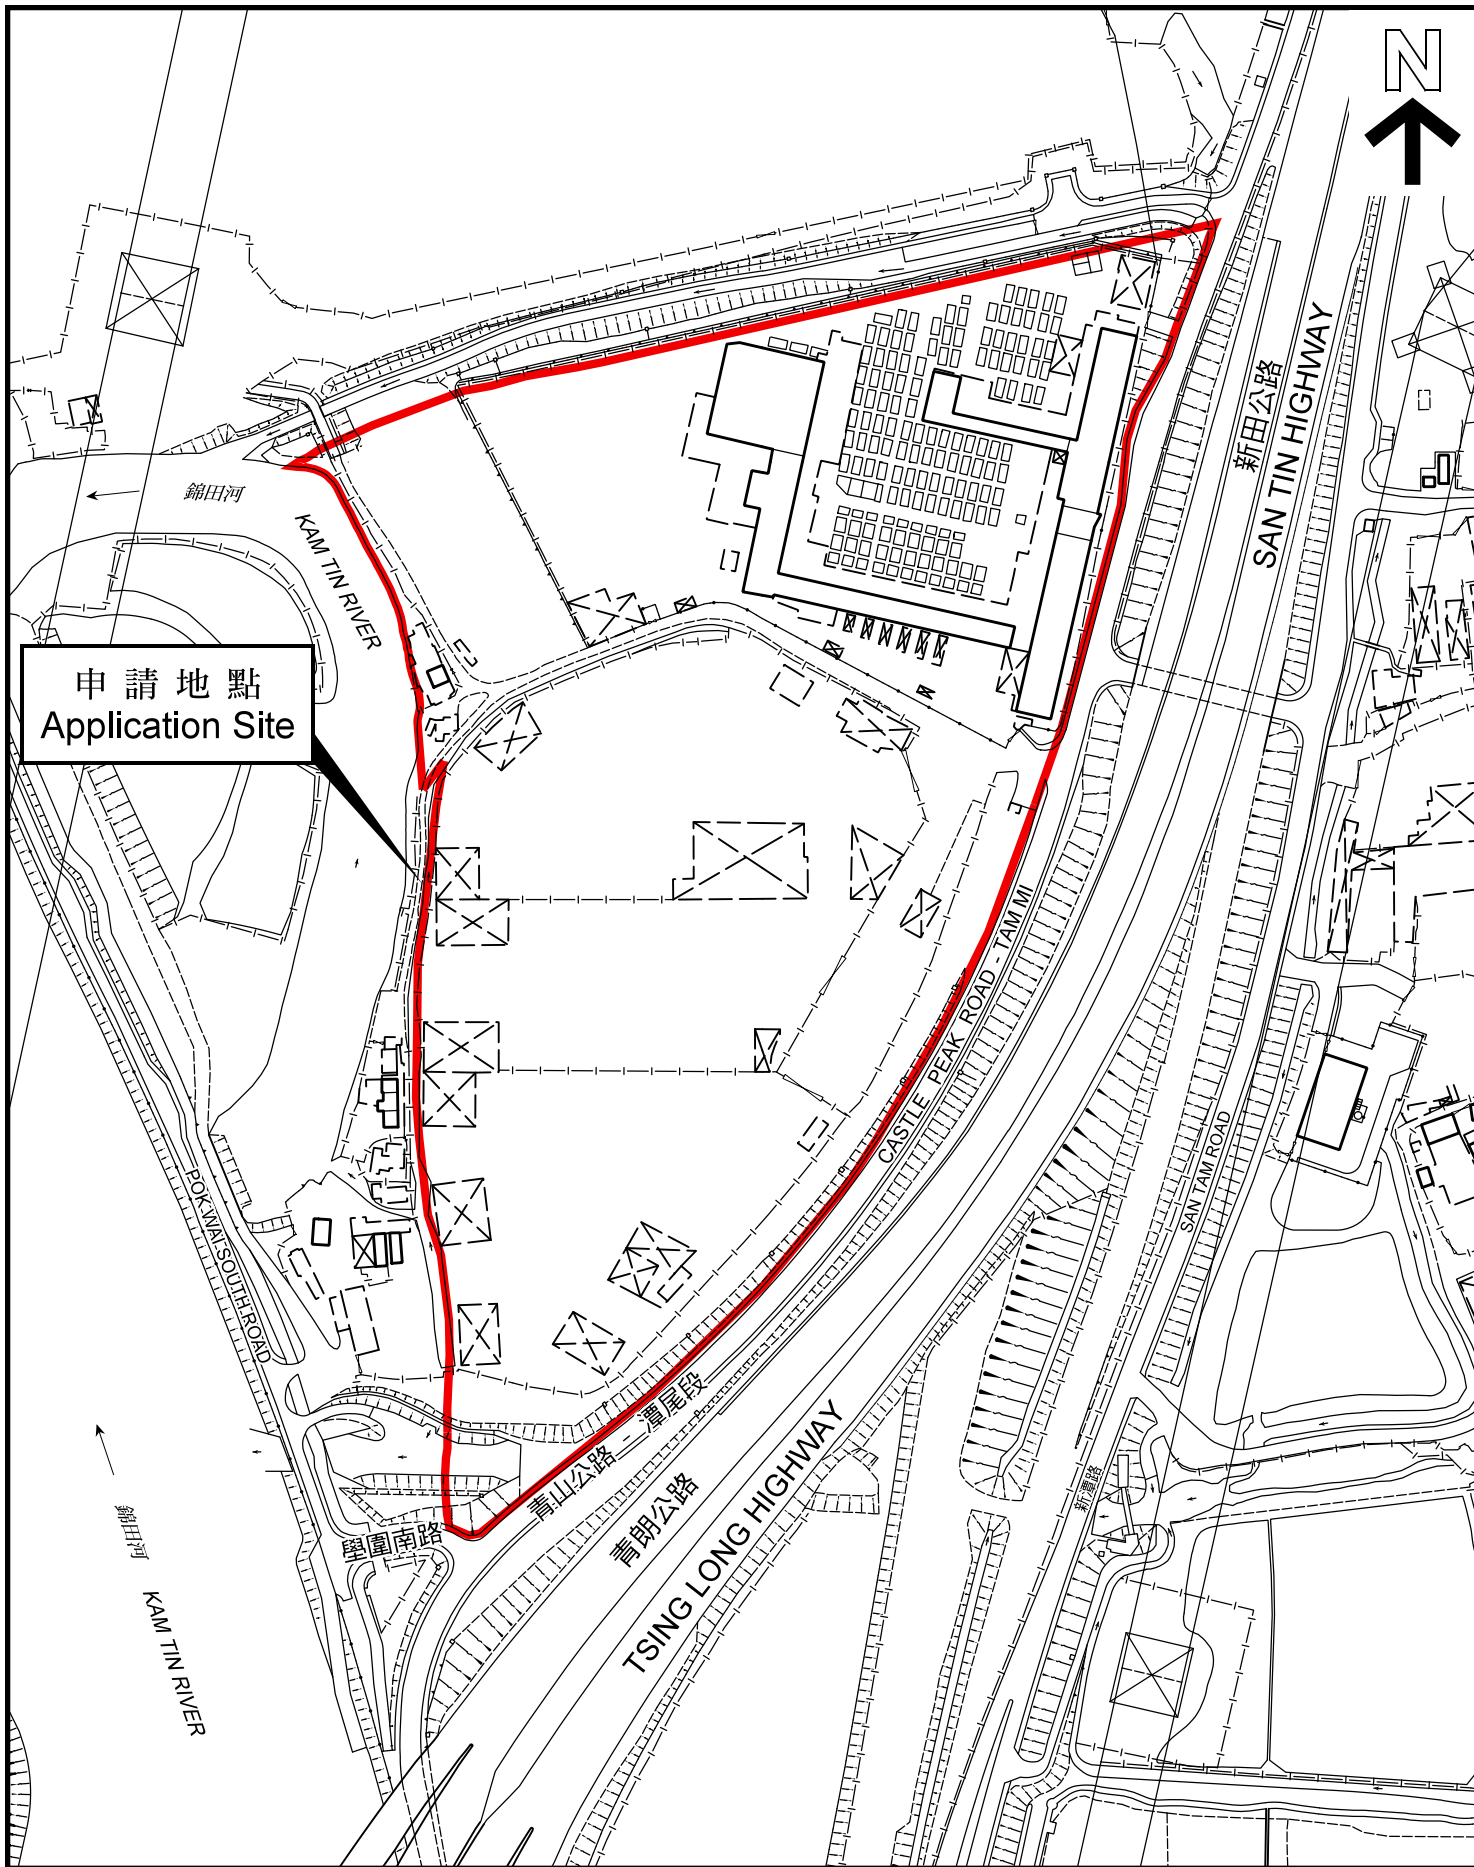 N
新田公路
SAN TIN HIGHWAY
錦田河
KAM TIN RIVER
申請地點
Application Site
CASTLE PEAK ROAD - TAM MI
SAN TAM ROAD
POK WAI SOUTH ROAD
潭尾段
青山公路
青朗公路
TSING LONG HIGHWAY
新潭路
學圍南路
錦田河
KAM TIN RIVER